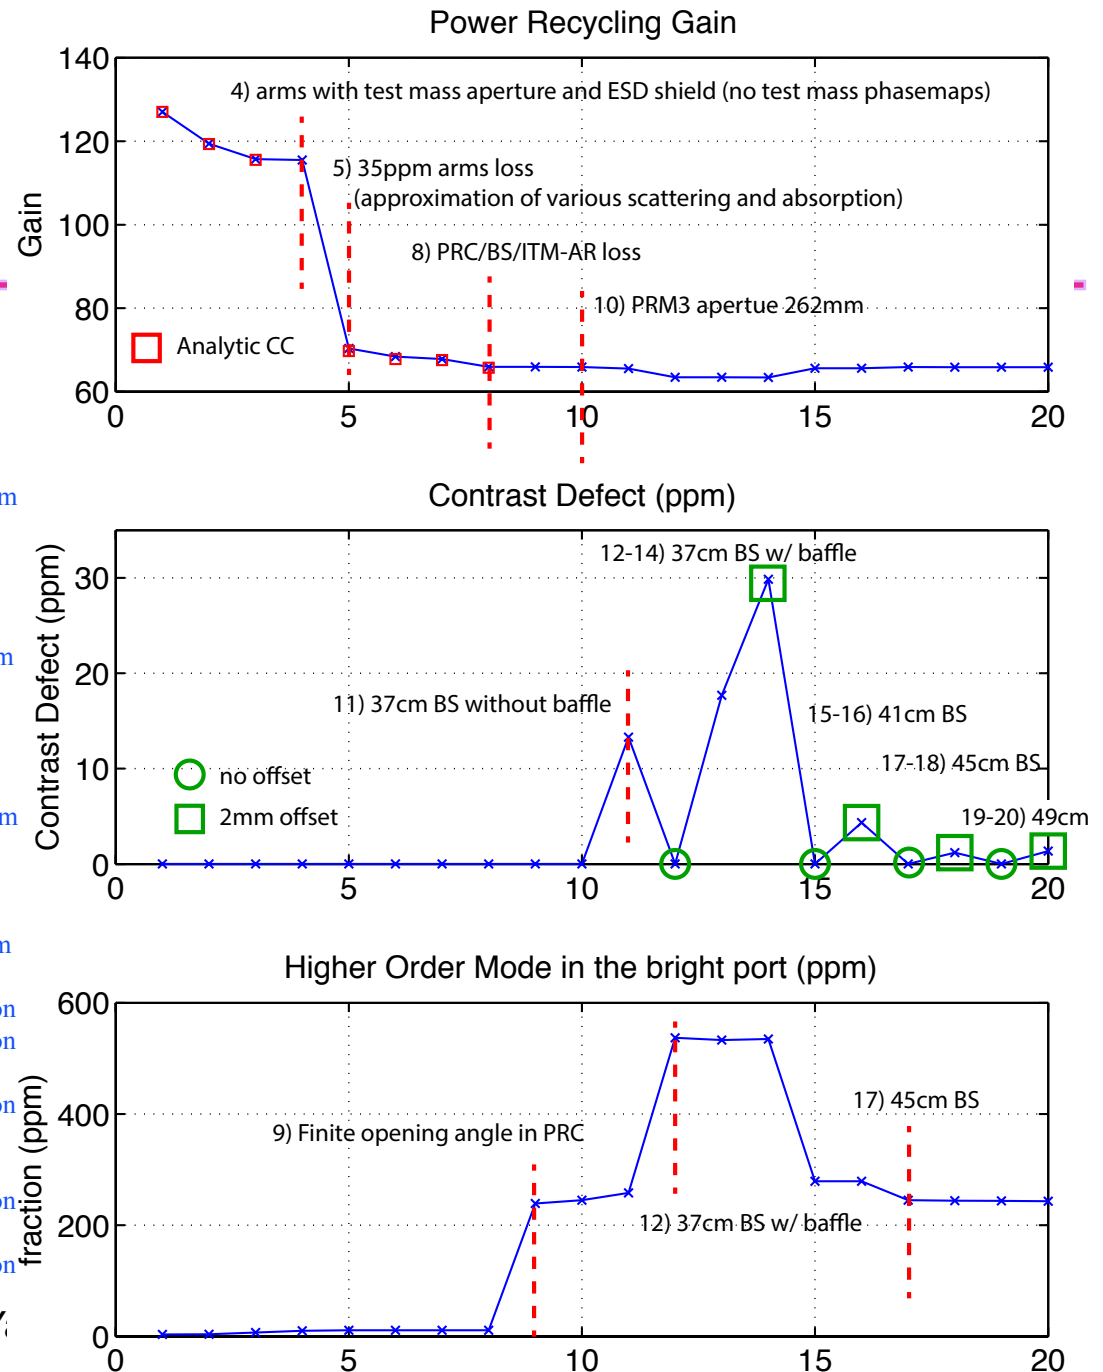 Power Recycling Gain
140
4) arms with test mass aperture and ESD shield (no test mass phasemaps)
120
5) 35ppm arms loss
(approximation of various scattering and absorption)
100
Gain
8) PRC/BS/ITM-AR loss
10) PRM3 apertue 262mm
80
Analytic CC
60
0 5 10 15 20
Contrast Defect (ppm)
m
12-14) 37cm BS w/ baffle
30
Contrast Defect (ppm)
m
20
11) 37cm BS without baffle
15-16) 41cm BS
17-18) 45cm BS
10
no offset
2mm offset
m
19-20) 49cm
0
0 5 10 15 20
Higher Order Mode in the bright port (ppm)
600
on
on
on
400
17) 45cm BS
9) Finite opening angle in PRC
fraction (ppm)
on
200
12) 37cm BS w/ baffle
on
0
0 5 10 15 20